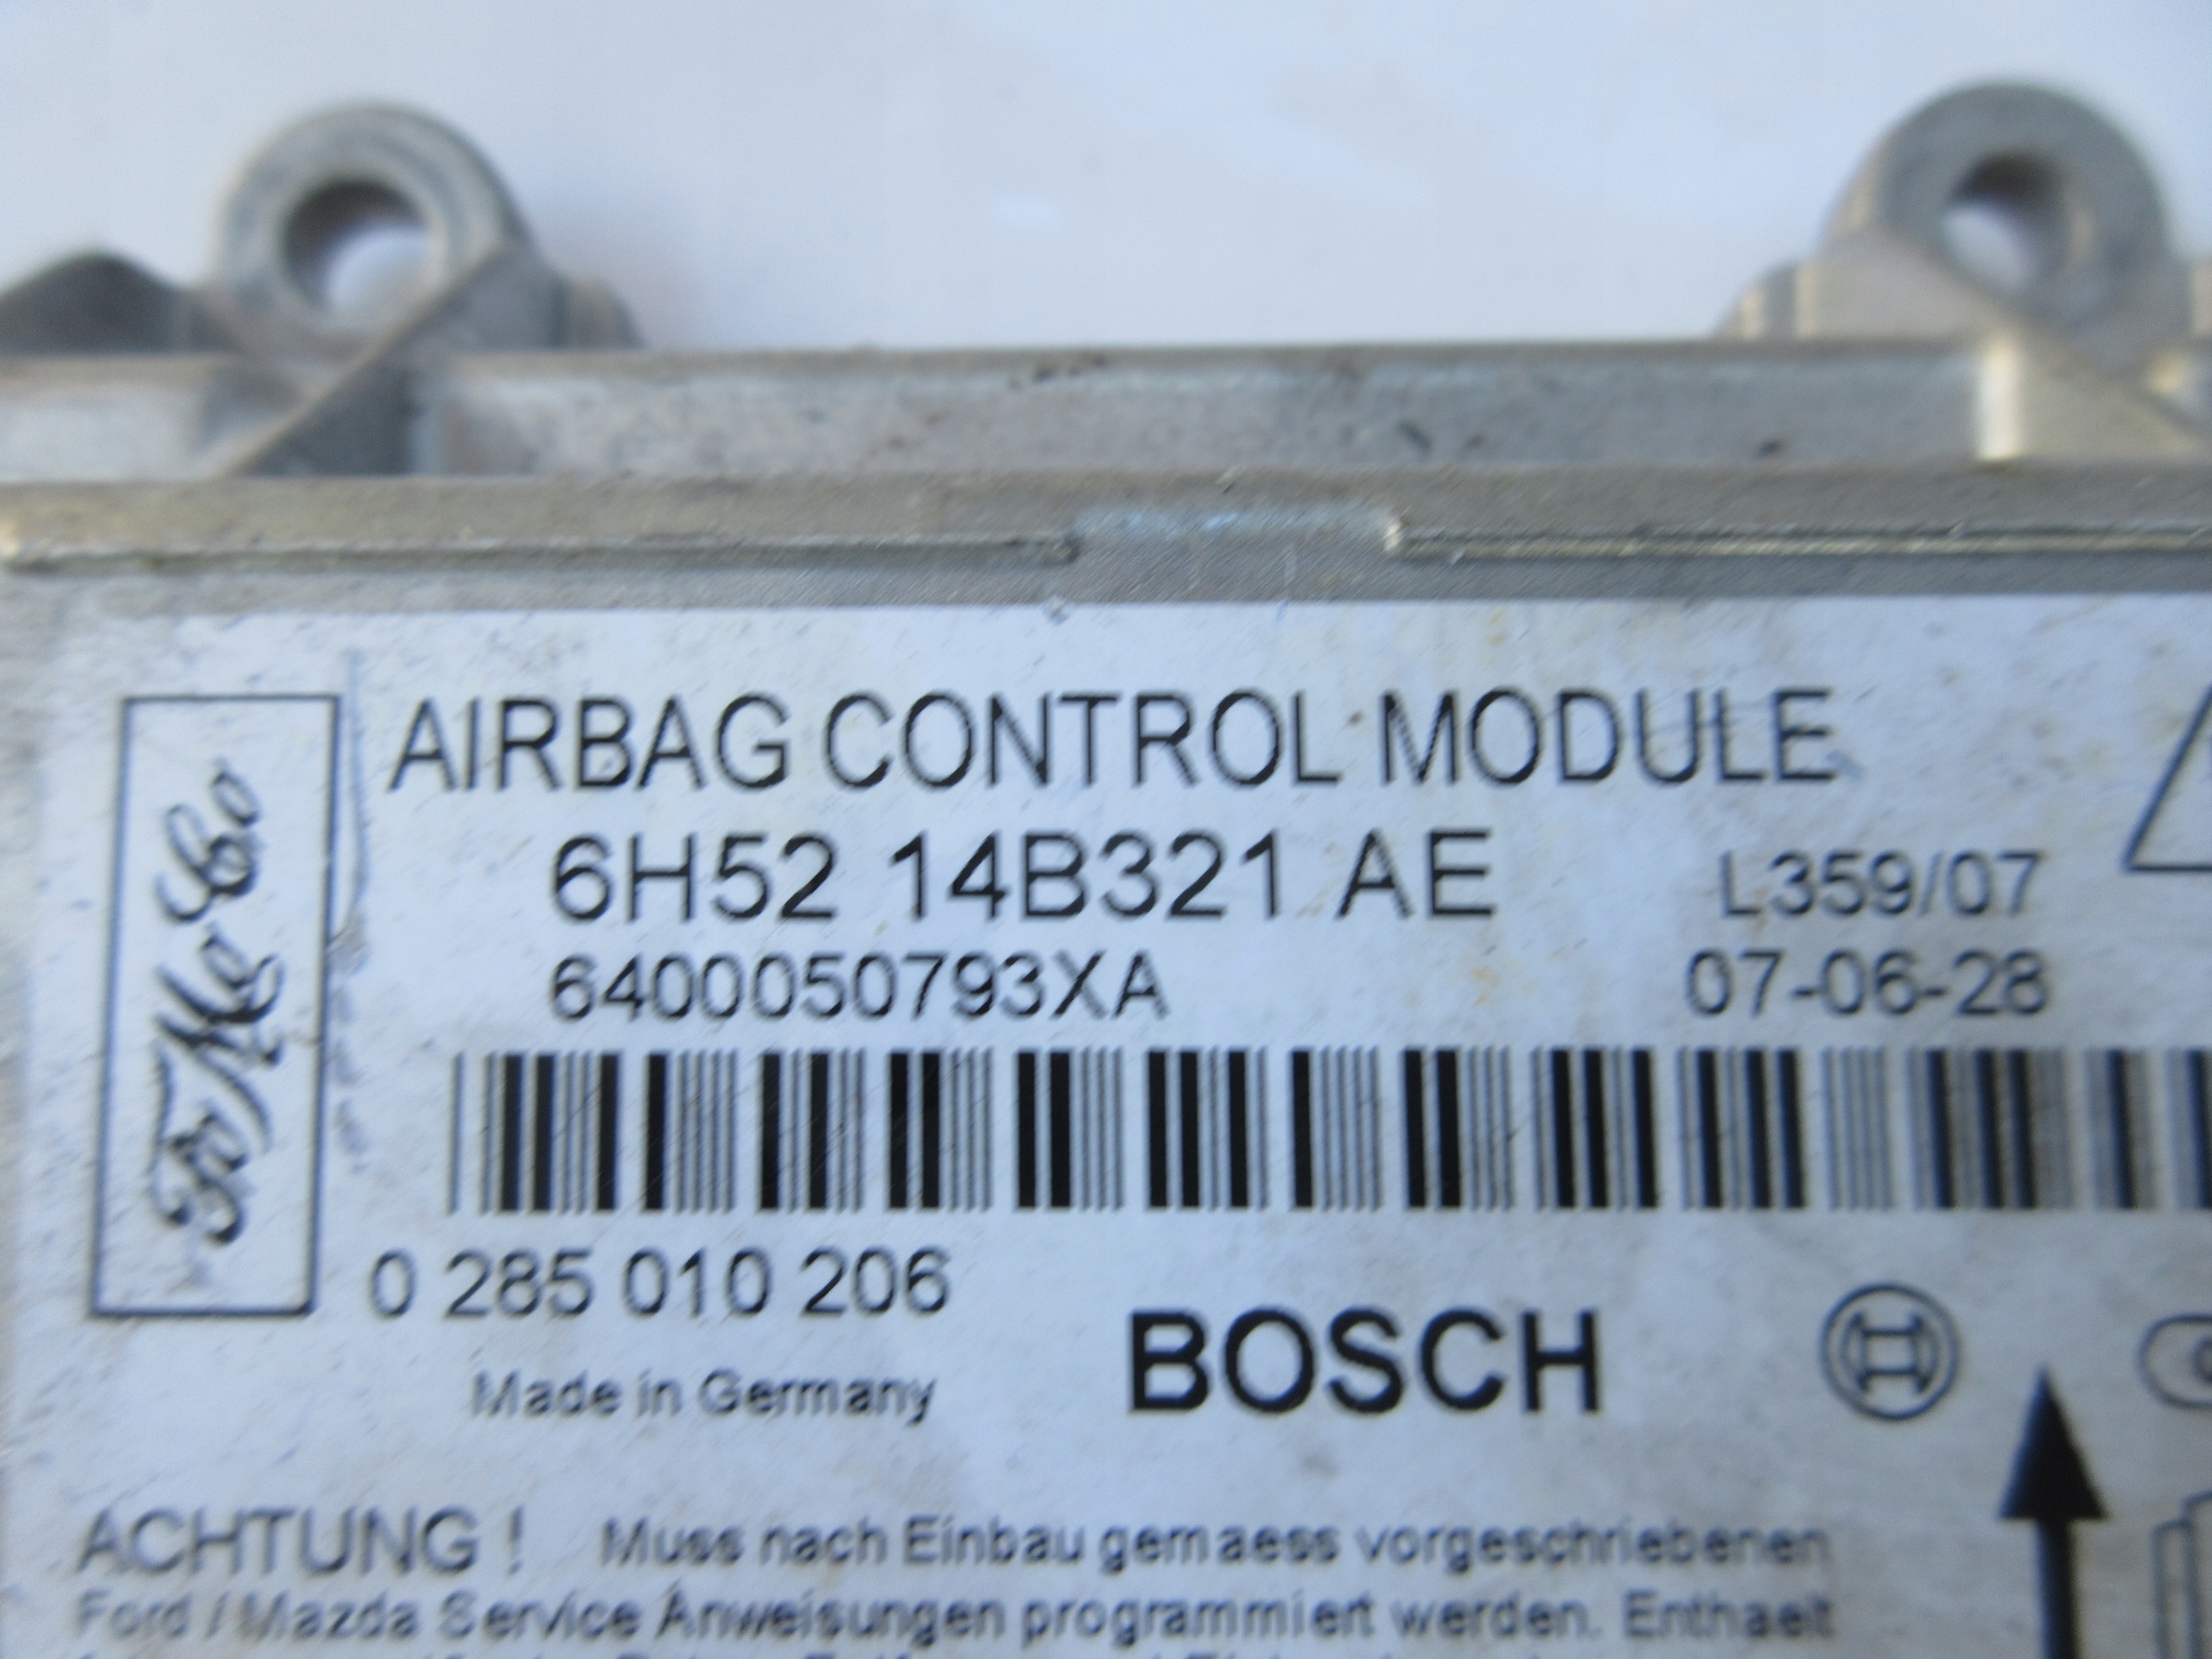 FoMoCo
AIRBAG CONTROL MODULE
6H52 14B321 AE
L359/07
6400050793XA
07-06-28
0 285 010 206
BOSCH
Made in Germany
ACHTUNG ! Muss nach Einbau gemaess vorgeschriebenen
Ford / Mazda Service Anweisungen programmiert werden. Enthaelt